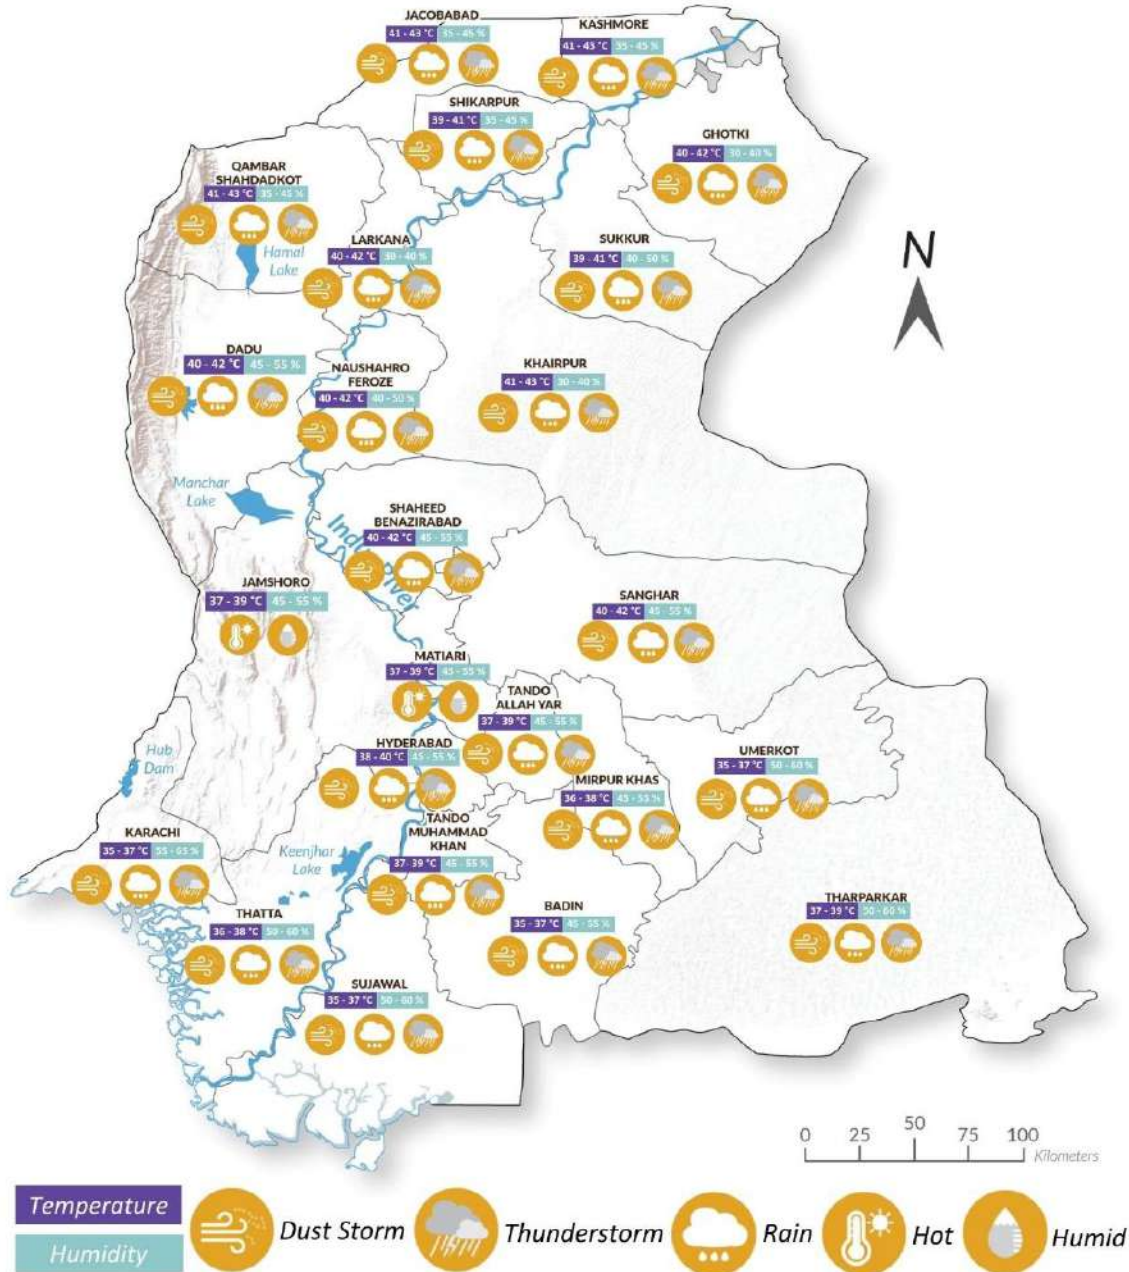 JACOBABAD
41 - 43 °C 35 - 45 %
KASHMORE
41 - 43 °C 35 - 45 %
SHIKARPUR
39 - 41 °C 35 - 45 %
GHOTKI
40 - 42 °C 30 - 40 %
QAMBAR
SHAHDADKOT
41 - 43 °C 35 - 45 %
Hamal
Lake
LARKANA
40 - 42 °C 30 - 40 %
SUKKUR
39 - 41 °C 40 - 50 %
N
DADU
40 - 42 °C 45 - 55 %
NAUSHAHRO
FEROZE
40 - 42 °C 40 - 50 %
KHAIRPUR
41 - 43 °C 30 - 40 %
Manchar
Lake
SHAHEED
BENAZIRABAD
40 - 42 °C 45 - 55 %
Indus River
JAMSHORO
37 - 39 °C 45 - 55 %
SANGHAR
40 - 42 °C 45 - 55 %
MATIARI
37 - 39 °C 45 - 55 %
TANDO
ALLAH YAR
37 - 39 °C 45 - 55 %
HYDERABAD
38 - 40 °C 45 - 55 %
UMERKOT
35 - 37 °C 50 - 60 %
Hub
Dam
MIRPUR KHAS
36 - 38 °C 45 - 55 %
TANDO
MUHAMMAD
KHAN
37 - 39 °C 45 - 55 %
KARACHI
35 - 37 °C 55 - 65 %
Keenjhar
Lake
THARPARKAR
37 - 39 °C 50 - 60 %
BADIN
35 - 37 °C 45 - 55 %
THATTA
36 - 38 °C 50 - 60 %
SUJAWAL
35 - 37 °C 50 - 60 %
0 25 50 75 100
Kilometers
Temperature
Humidity
Dust Storm
Thunderstorm
Rain
Hot
Humid